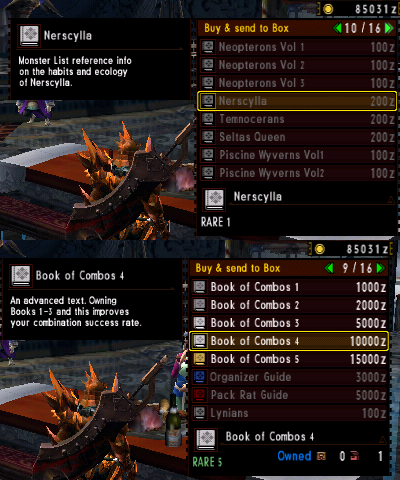 85031z
Nerscylla
Monster List reference info
on the habits and ecology
of Nerscylla.
Buy & send to Box 10/16
Neopterons Vol 1 100z
Neopterons Vol 2 100z
Neopterons Vol 3 100z
Nerscylla 200z
Temnocerans 200z
Seltas Queen 200z
Piscine Wyverns Vol1 100z
Piscine Wyverns Vol2 100z
Nerscylla
RARE 1
85031z
Book of Combos 4
An advanced text. Owning
Books 1-3 and this improves
your combination success rate.
Buy & send to Box 9/16
Book of Combos 1 1000z
Book of Combos 2 2000z
Book of Combos 3 5000z
Book of Combos 4 10000z
Book of Combos 5 15000z
Organizer Guide 3000z
Pack Rat Guide 5000z
Lynians 100z
Book of Combos 4
RARE 5
Owned 0 1